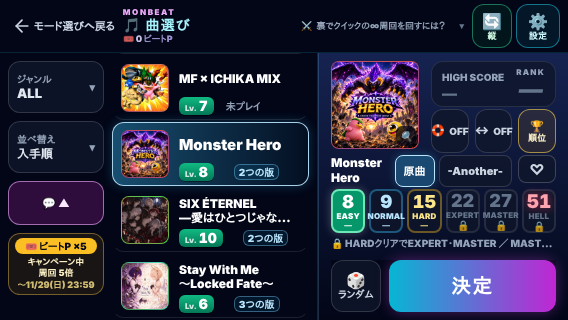 ← モード選びへ戻る
MONBEAT
🎵 曲選び
🎟 0 ビートP
⚔ 裏でクイックの∞周回を回すには? ▼
縦
設定
ジャンル
ALL ▼
並べ替え
入手順 ▼
💬 ▲
🎟 ビートP ×5
キャンペーン中
周回 5倍
〜11/29(日) 23:59
MF × ICHIKA MIX
Lv. 7 未プレイ
Monster Hero
Lv. 8 2つの版
SIX ÉTERNEL
―愛はひとつじゃな…
Lv. 10 2つの版
Stay With Me
〜Locked Fate〜
Lv. 6 3つの版
MONSTER
HERO
HIGH SCORE RANK
— —
OFF
↔ OFF
順位
Monster
Hero
原曲
-Another-
♡
8 9 15 22 27 51
EASY NORMAL HARD EXPERT MASTER HELL
— — — 🔒 🔒 🔒
🔒 HARDクリアでEXPERT・MASTER ／ MAST…
ランダム
決定